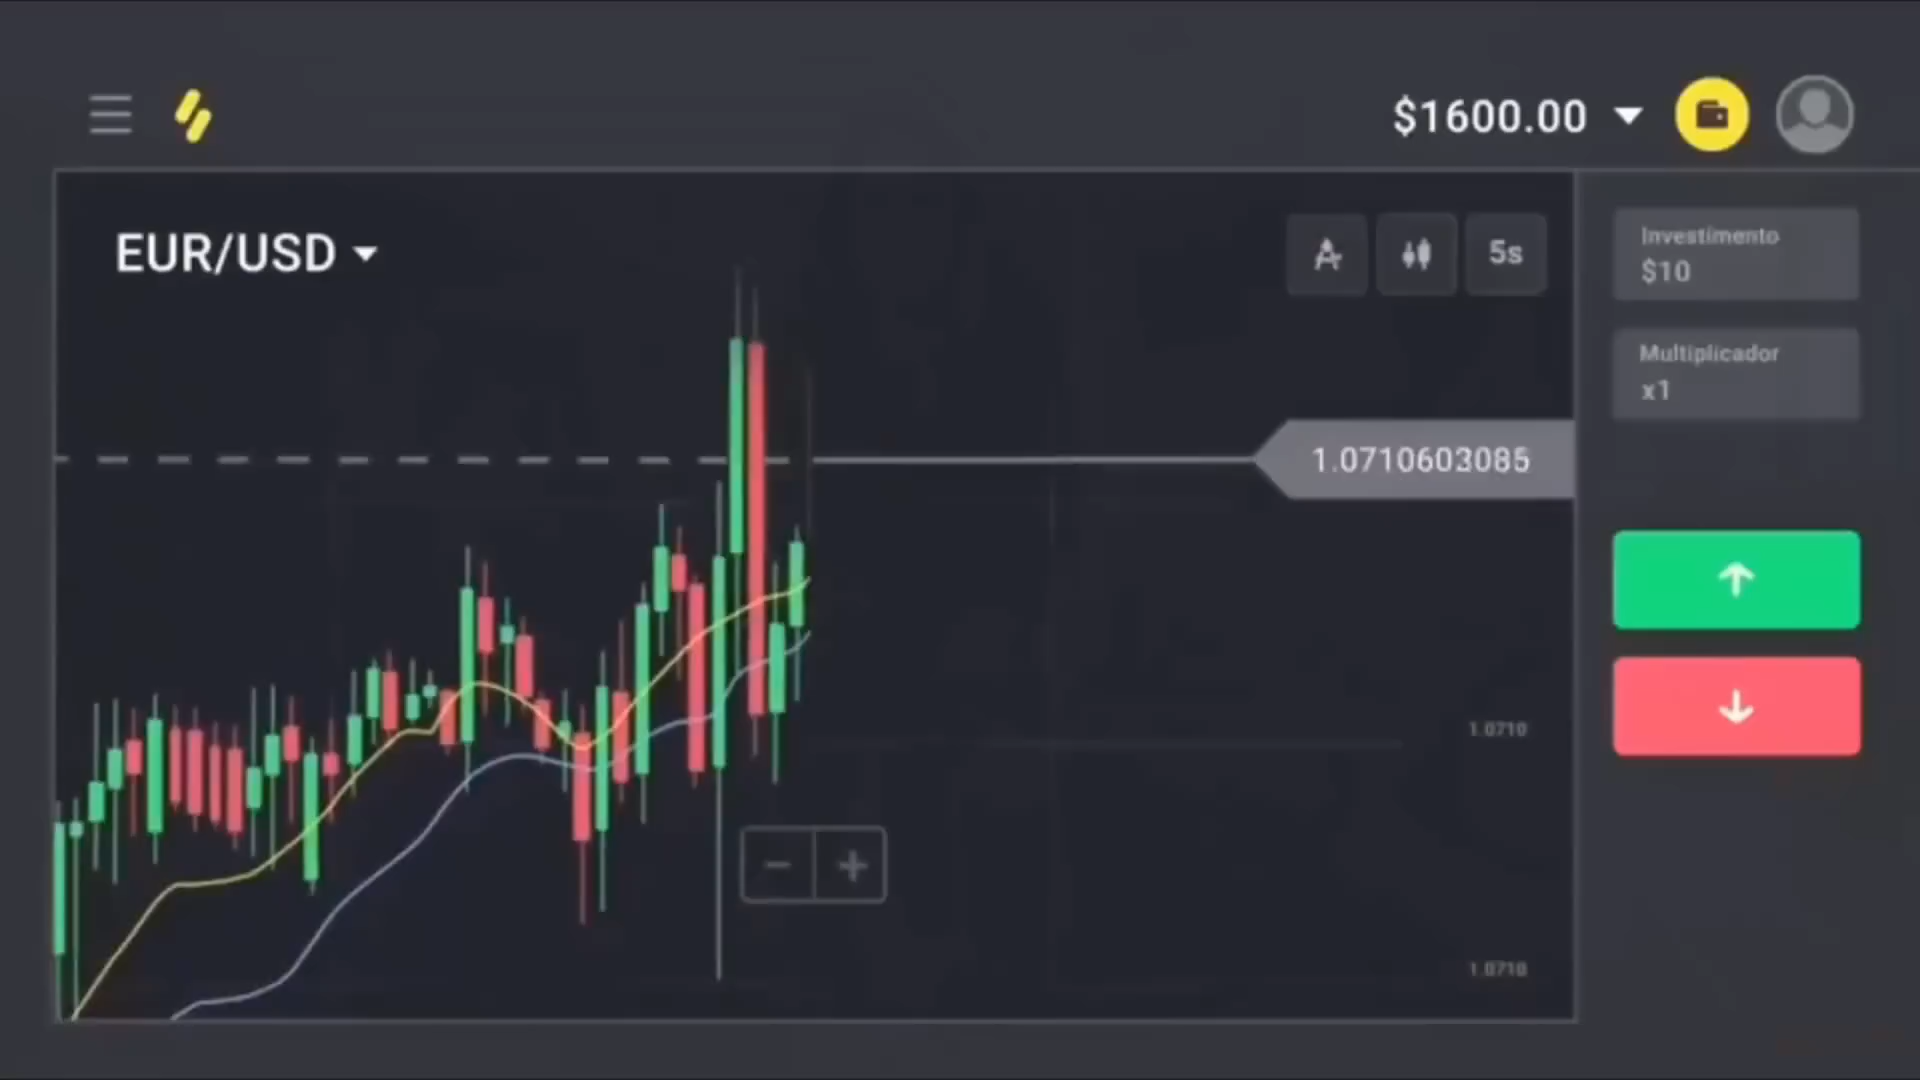 $1600.00
EUR/USD
5s
Investimento
$10
Multiplicador
x1
1.0710603085
1.0710
1.0710